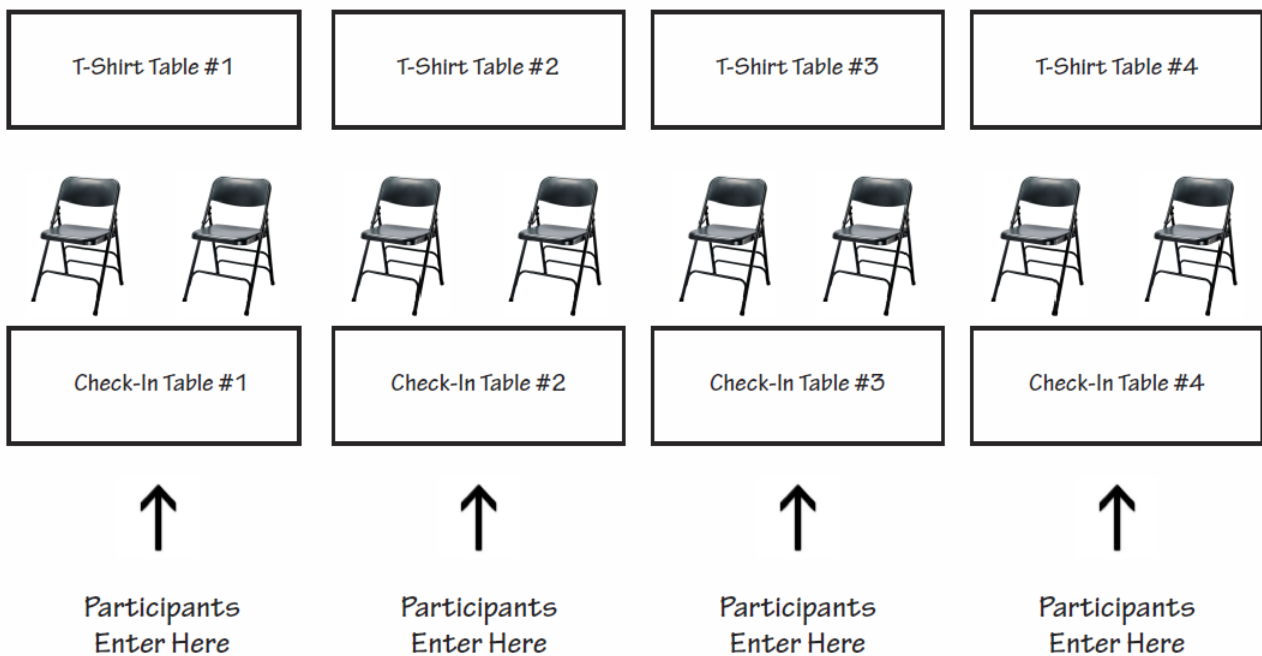 T-Shirt Table #1
T-Shirt Table #2
T-Shirt Table #3
T-Shirt Table #4
Check-In Table #1
Check-In Table #2
Check-In Table #3
Check-In Table #4
Participants
Enter Here
Participants
Enter Here
Participants
Enter Here
Participants
Enter Here